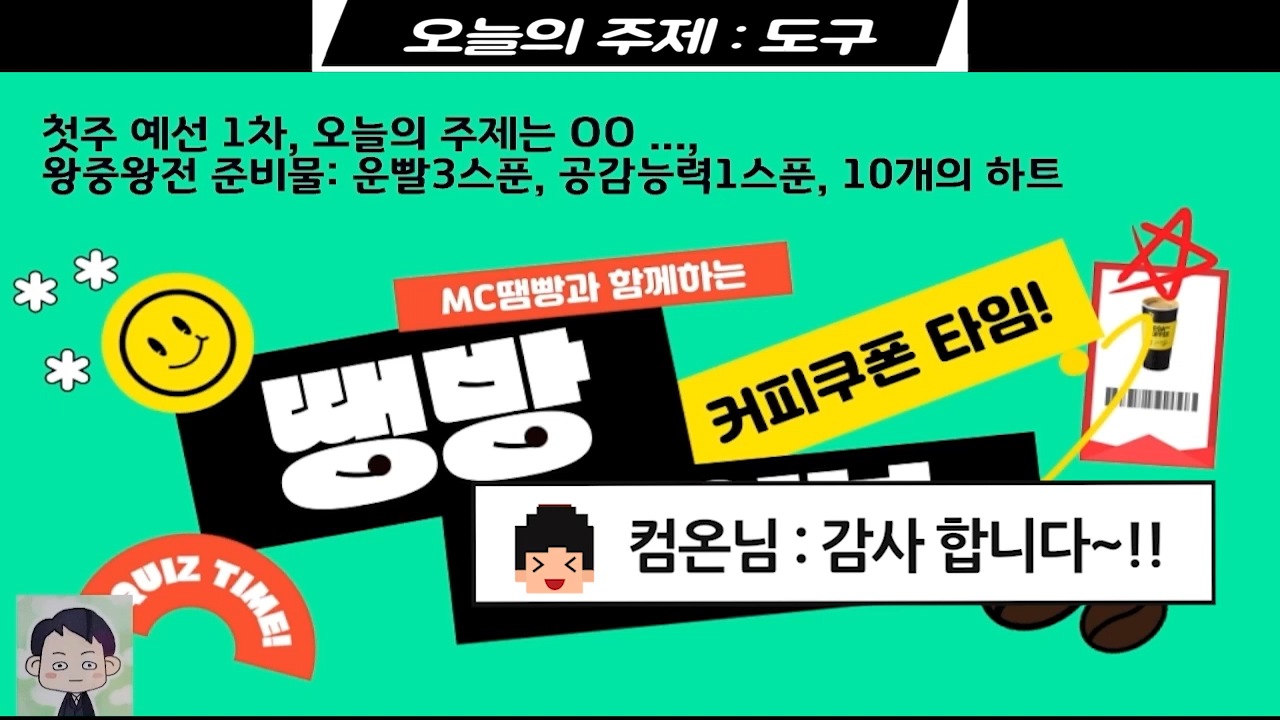 오늘의 주제 : 도구
첫주 예선 1차, 오늘의 주제는 OO ...,
왕중왕전 준비물: 운빨3스푼, 공감능력1스푼, 10개의 하트
MC땜빵과 함께하는
땡방
커피쿠폰 타임!
컴온님 : 감사 합니다~!!
QUIZ TIME!